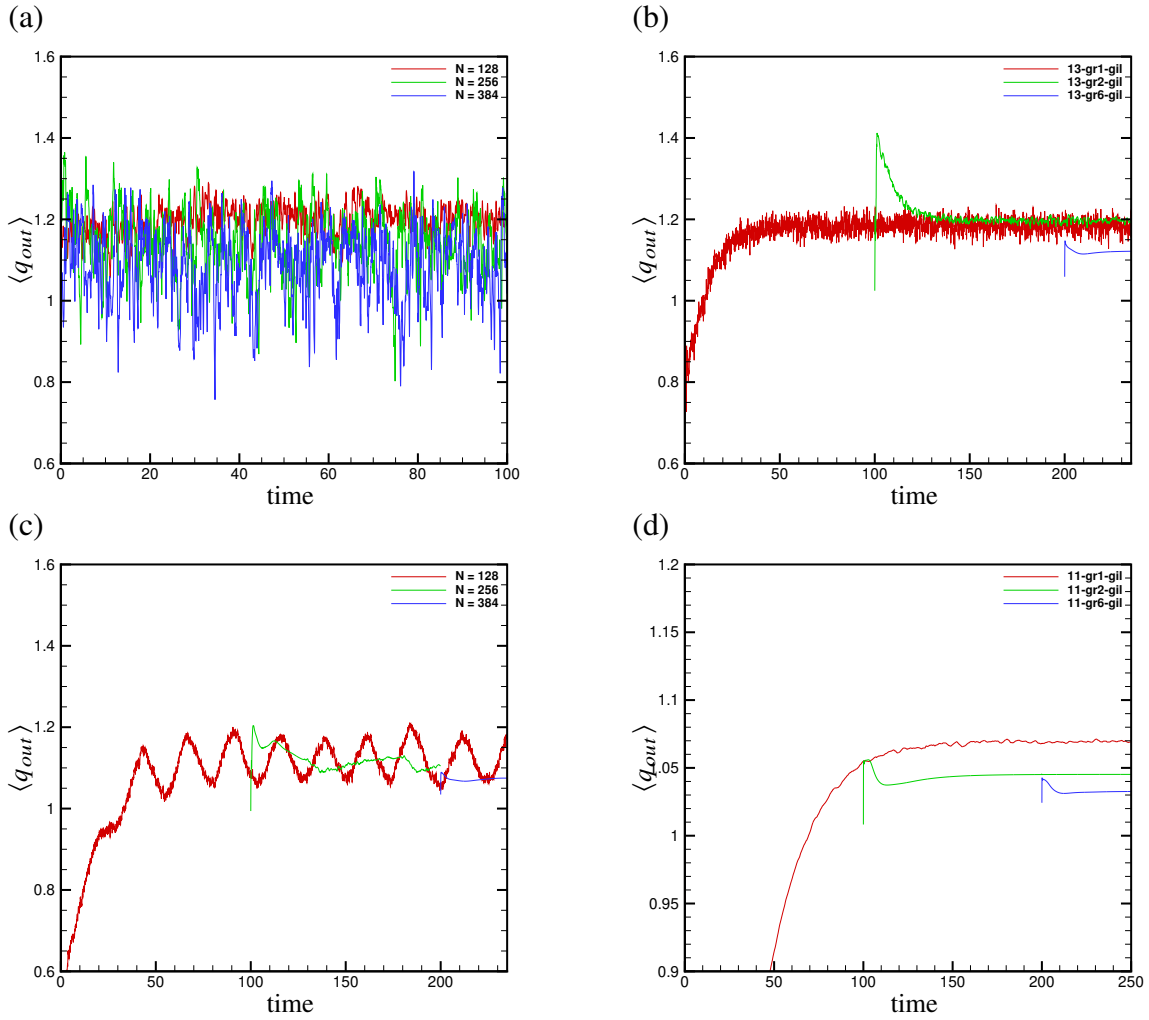 (a)
1.6
1.4
1.2
1
0.8
0.6
0 20 40 60 80 100
⟨q_out⟩
time
N = 128
N = 256
N = 384
(b)
1.6
1.4
1.2
1
0.8
0.6
0 50 100 150 200
⟨q_out⟩
time
13-gr1-gil
13-gr2-gil
13-gr6-gil
(c)
1.6
1.4
1.2
1
0.8
0.6
0 50 100 150 200
⟨q_out⟩
time
N = 128
N = 256
N = 384
(d)
1.2
1.15
1.1
1.05
1
0.95
0.9
0 50 100 150 200 250
⟨q_out⟩
time
11-gr1-gil
11-gr2-gil
11-gr6-gil